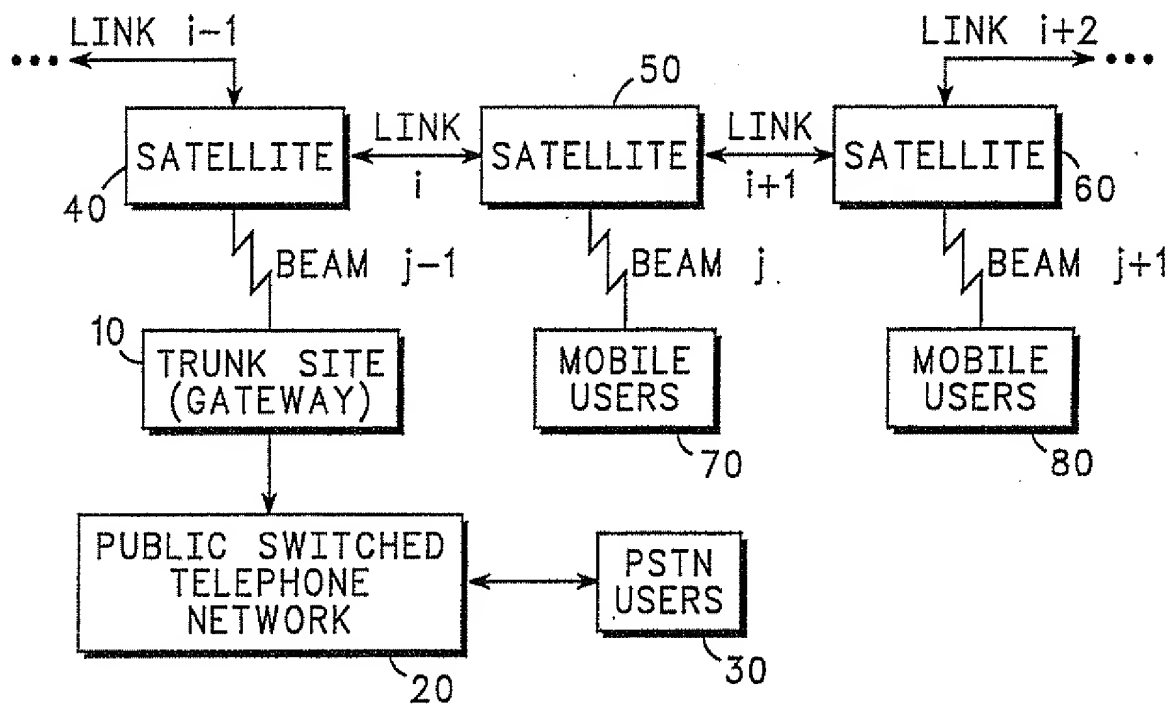 LINK i-1
LINK i+2
50
SATELLITE
LINK
i
SATELLITE
LINK
i+1
SATELLITE
40
60
BEAM j-1
BEAM j
BEAM j+1
10
TRUNK SITE
(GATEWAY)
MOBILE
USERS
MOBILE
USERS
70
80
PUBLIC SWITCHED
TELEPHONE
NETWORK
PSTN
USERS
20
30